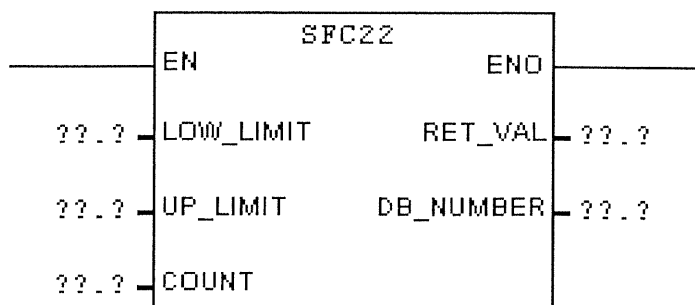 SFC22
EN ENO
??.? LOW_LIMIT RET_VAL ??.?
??.? UP_LIMIT DB_NUMBER ??.?
??.? COUNT